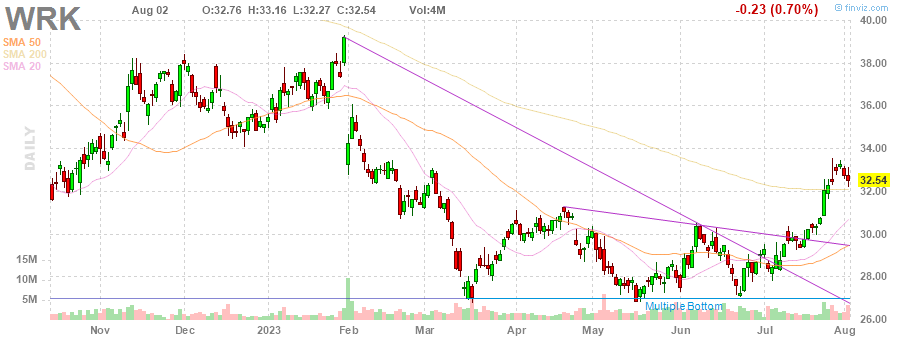 WRK Aug 02 O:32.76 H:33.16 L:32.27 C:32.54 Vol:4M -0.23 (0.70%) © finviz.com
SMA 50
SMA 200
SMA 20
DAILY
40.00
38.00
36.00
34.00
32.54
32.00
30.00
28.00
26.00
15M
10M
5M
Multiple Bottom
Nov Dec 2023 Feb Mar Apr May Jun Jul Aug